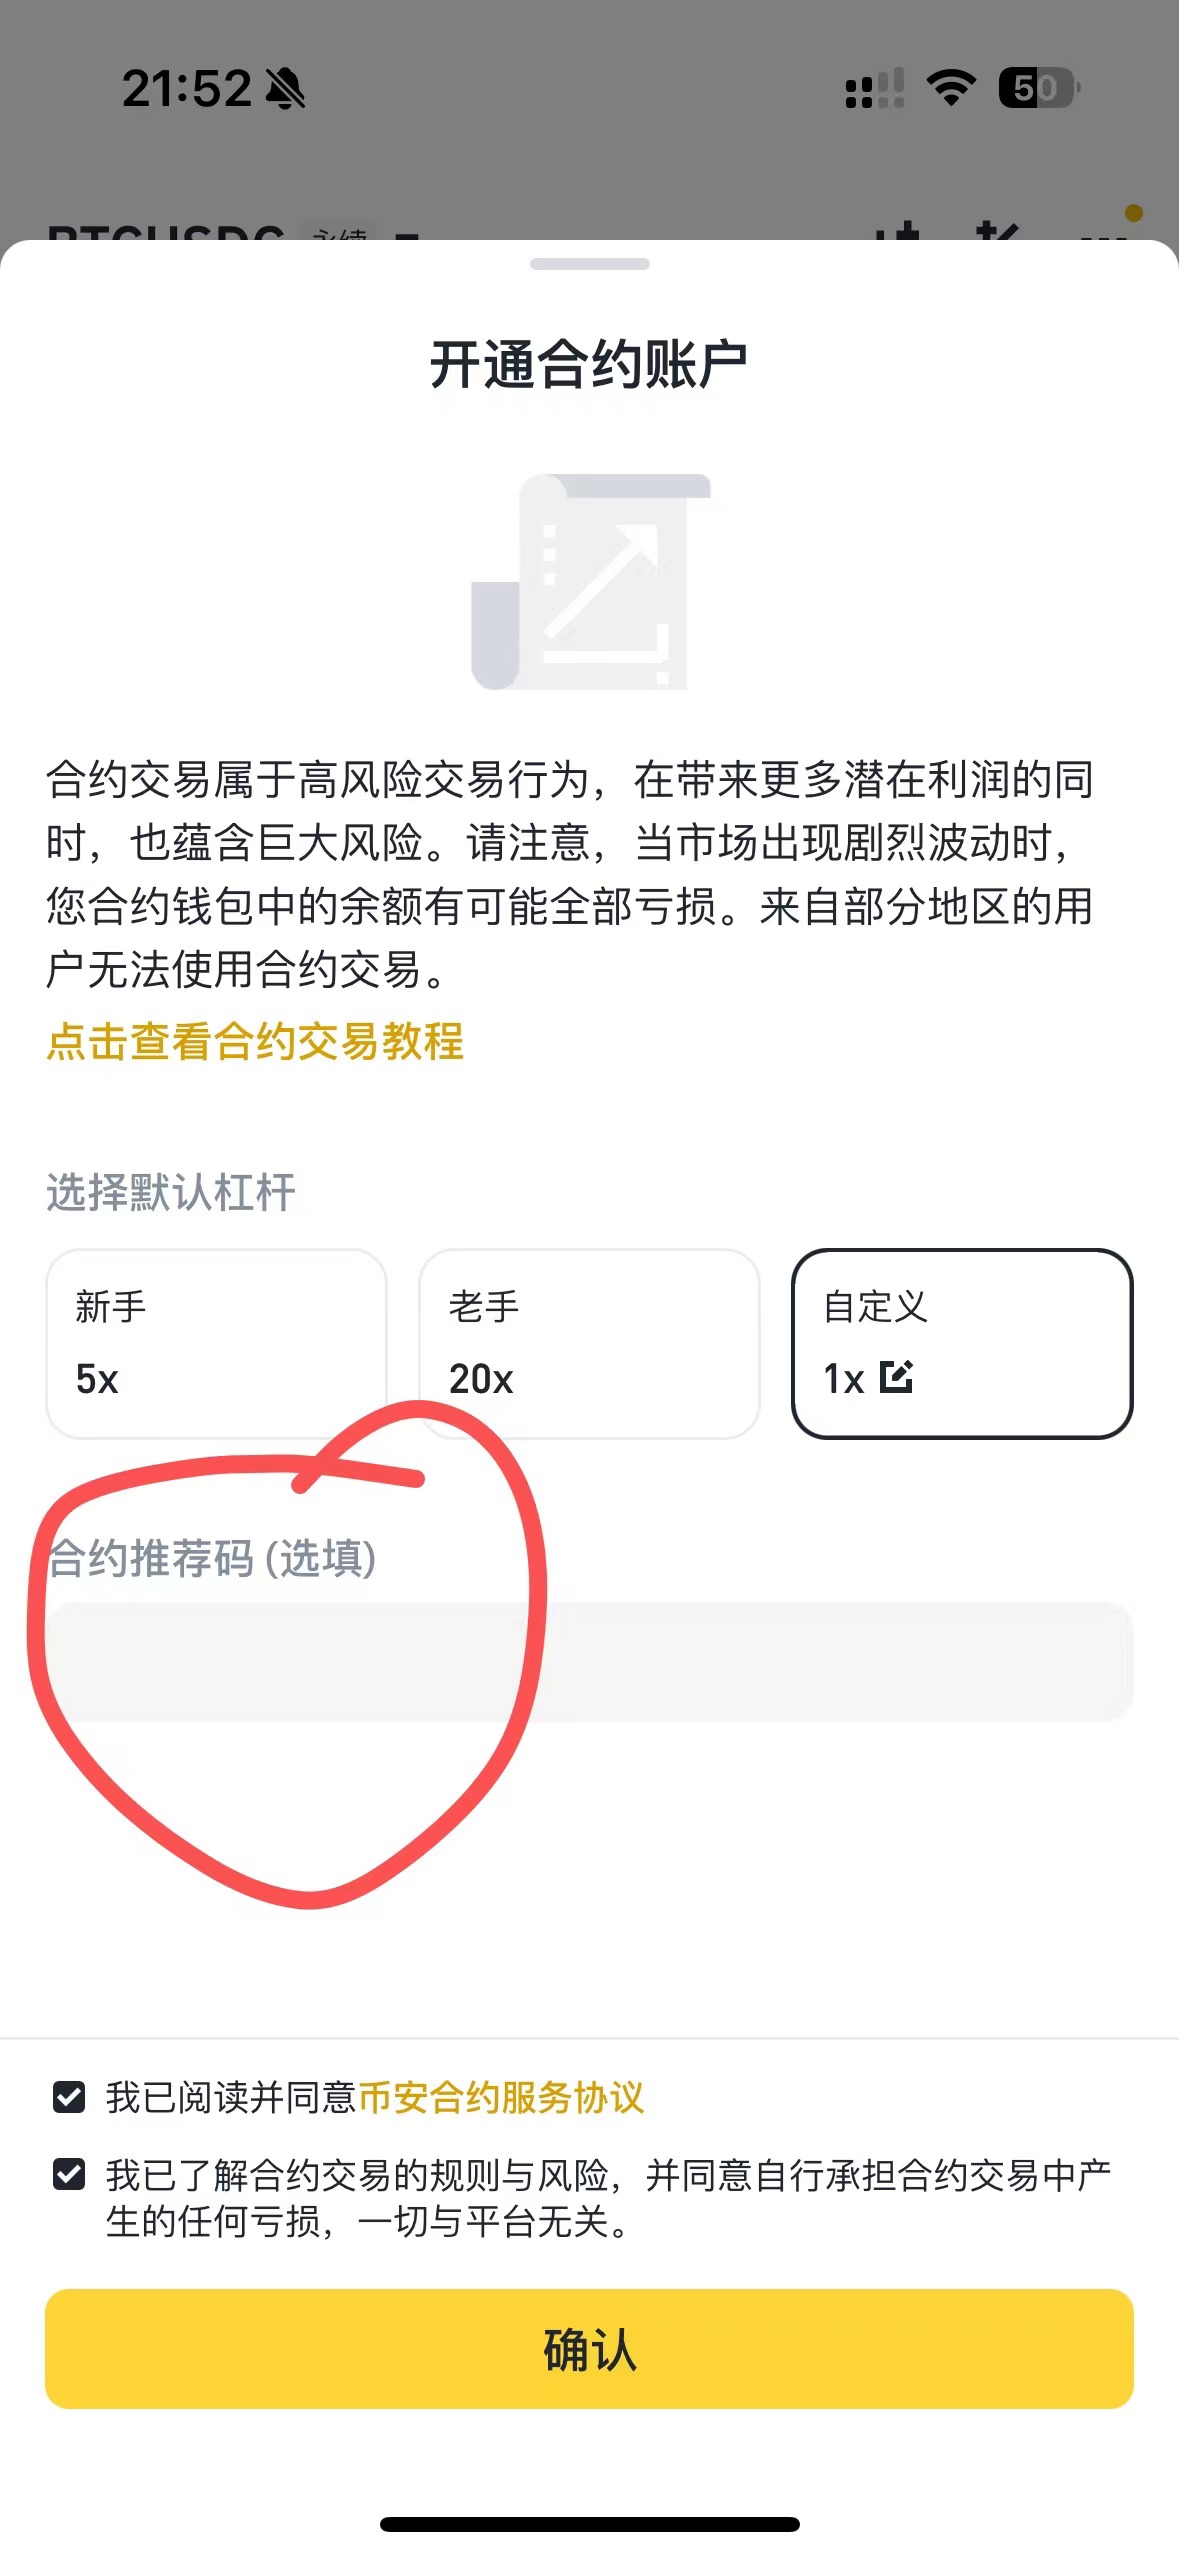 21:52
50
BTCUSDC 永续
开通合约账户
合约交易属于高风险交易行为，在带来更多潜在利润的同
时，也蕴含巨大风险。请注意，当市场出现剧烈波动时，
您合约钱包中的余额有可能全部亏损。来自部分地区的用
户无法使用合约交易。
点击查看合约交易教程
选择默认杠杆
新手
5x
老手
20x
自定义
1x
合约推荐码 (选填)
我已阅读并同意币安合约服务协议
我已了解合约交易的规则与风险，并同意自行承担合约交易中产
生的任何亏损，一切与平台无关。
确认